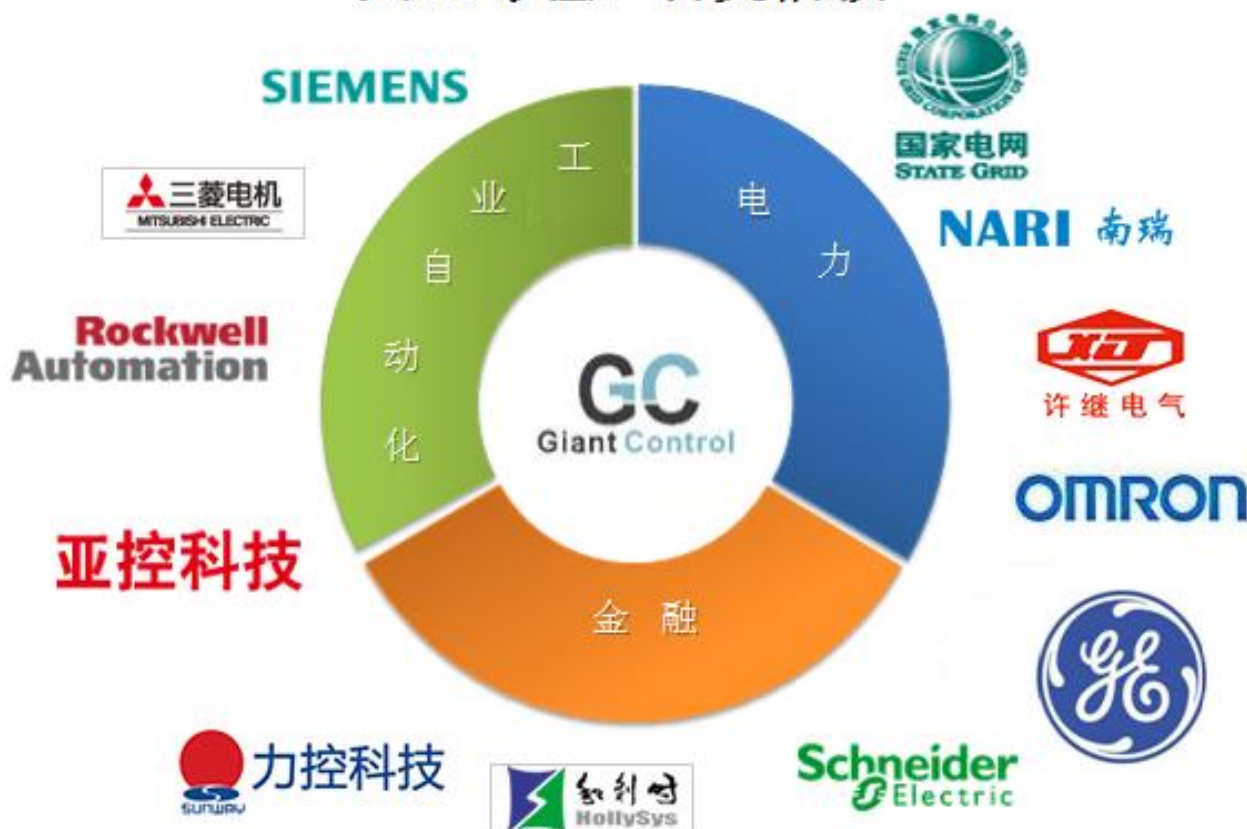 SIEMENS
国家电网
STATE GRID
三菱电机
MITSUBISHI ELECTRIC
工业自动化
电力
NARI 南瑞
Rockwell
Automation
许继电气
GC
Giant Control
OMRON
亚控科技
金融
GE
力控科技
SUNWAY
Schneider
Electric
和利时
HollySys